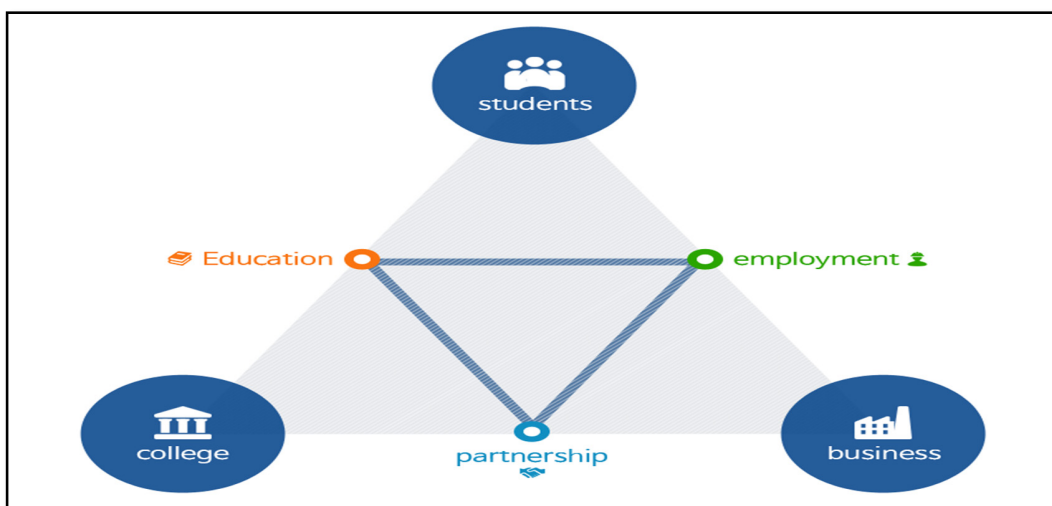 students
Education
employment
college
partnership
business